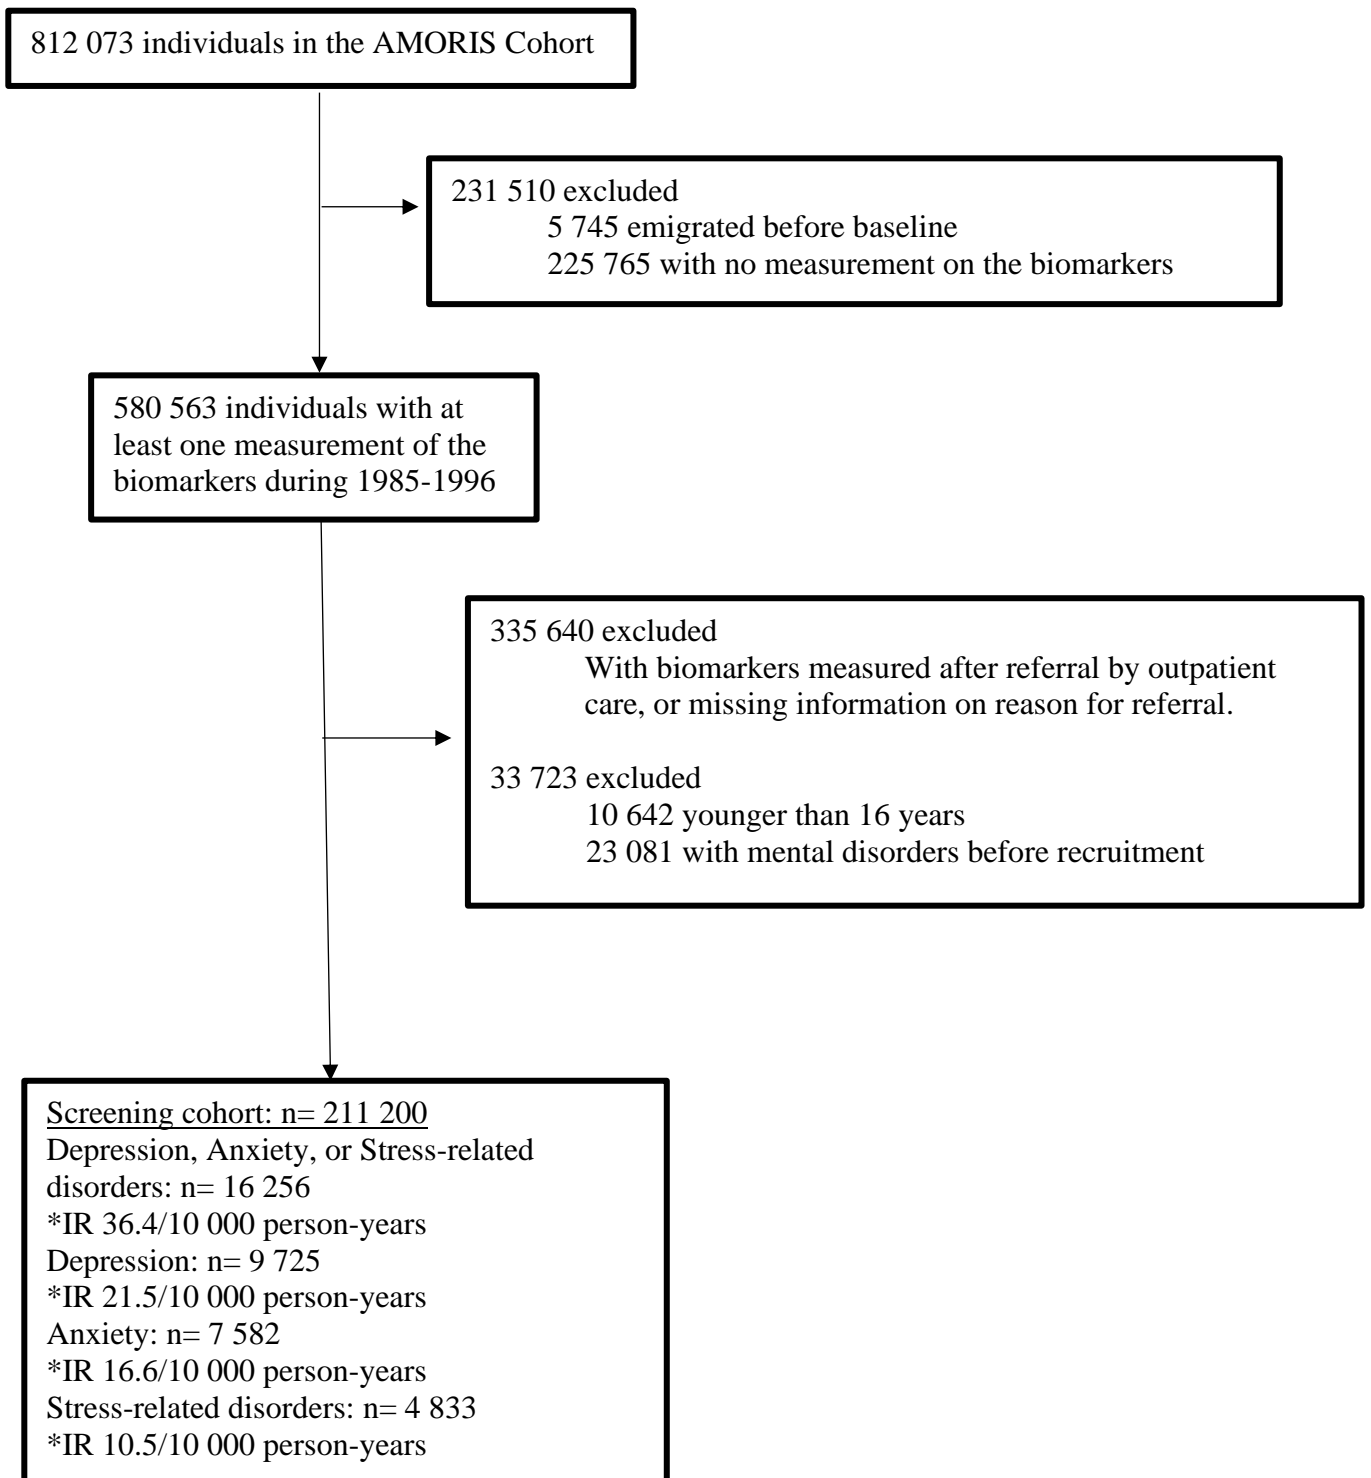 812 073 individuals in the AMORIS Cohort
231 510 excluded
5 745 emigrated before baseline
225 765 with no measurement on the biomarkers
580 563 individuals with at
least one measurement of the
biomarkers during 1985-1996
335 640 excluded
With biomarkers measured after referral by outpatient
care, or missing information on reason for referral.
33 723 excluded
10 642 younger than 16 years
23 081 with mental disorders before recruitment
Screening cohort: n= 211 200
Depression, Anxiety, or Stress-related
disorders: n= 16 256
*IR 36.4/10 000 person-years
Depression: n= 9 725
*IR 21.5/10 000 person-years
Anxiety: n= 7 582
*IR 16.6/10 000 person-years
Stress-related disorders: n= 4 833
*IR 10.5/10 000 person-years